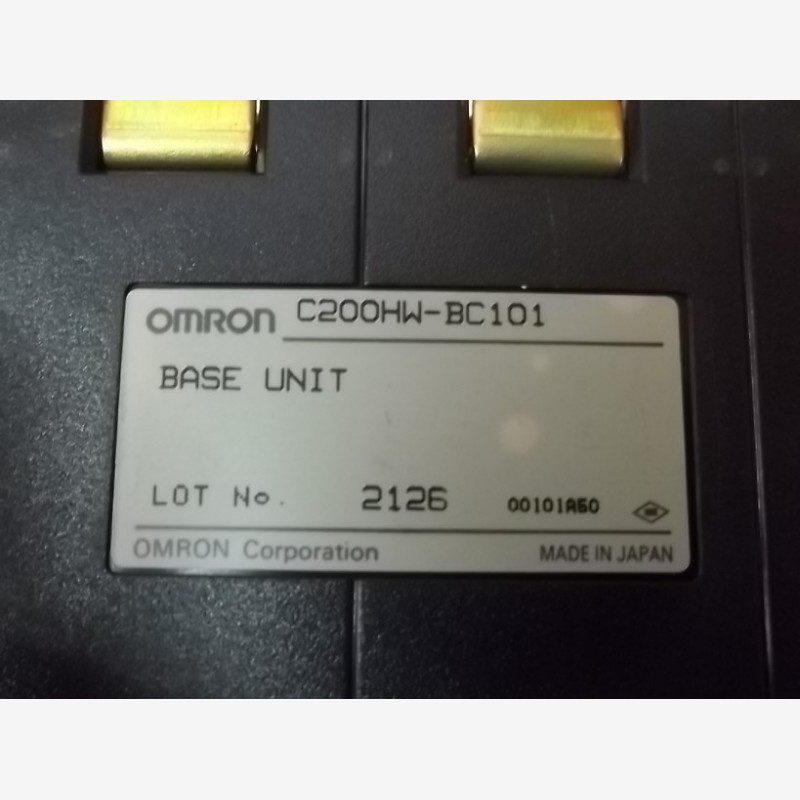 OMRON C200HW-BC101
BASE UNIT
LOT No. 2126 00101A60
OMRON Corporation MADE IN JAPAN